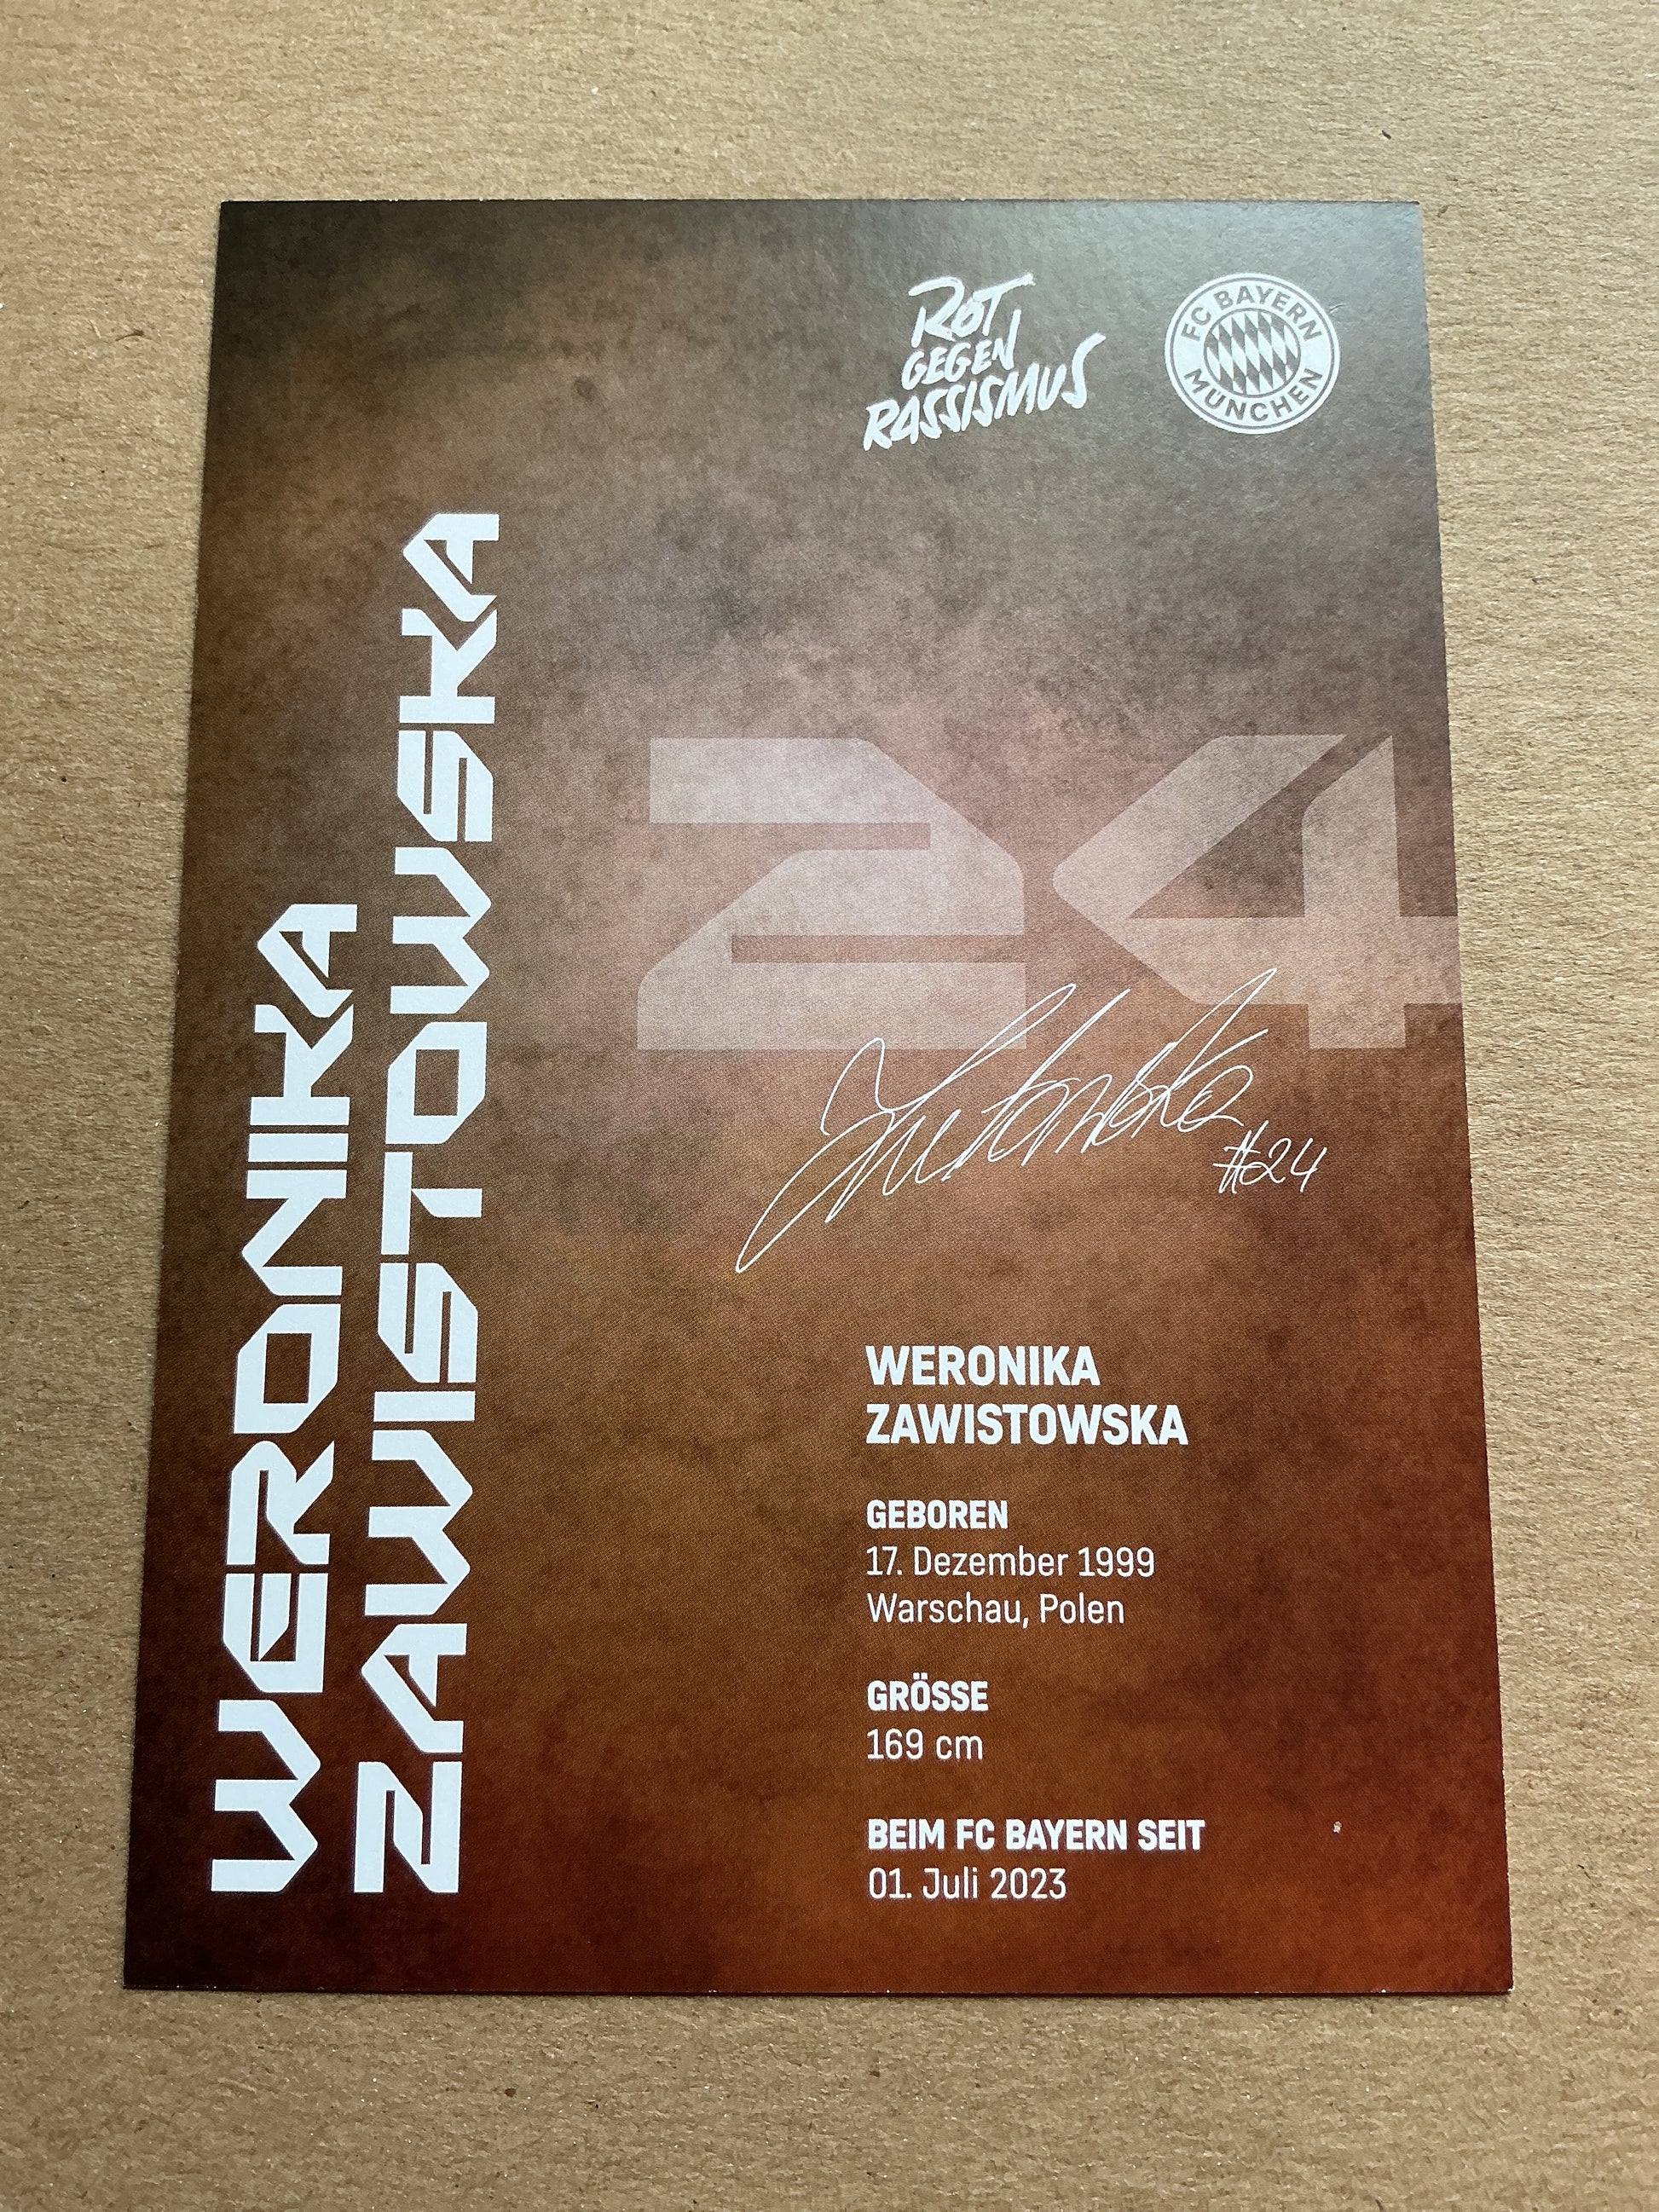 ROT
GEGEN
RASSISMUS
FC BAYERN
MÜNCHEN
WERONIKA
ZAWISTOWSKA
24
#24
WERONIKA
ZAWISTOWSKA
GEBOREN
17. Dezember 1999
Warschau, Polen
GRÖSSE
169 cm
BEIM FC BAYERN SEIT
01. Juli 2023